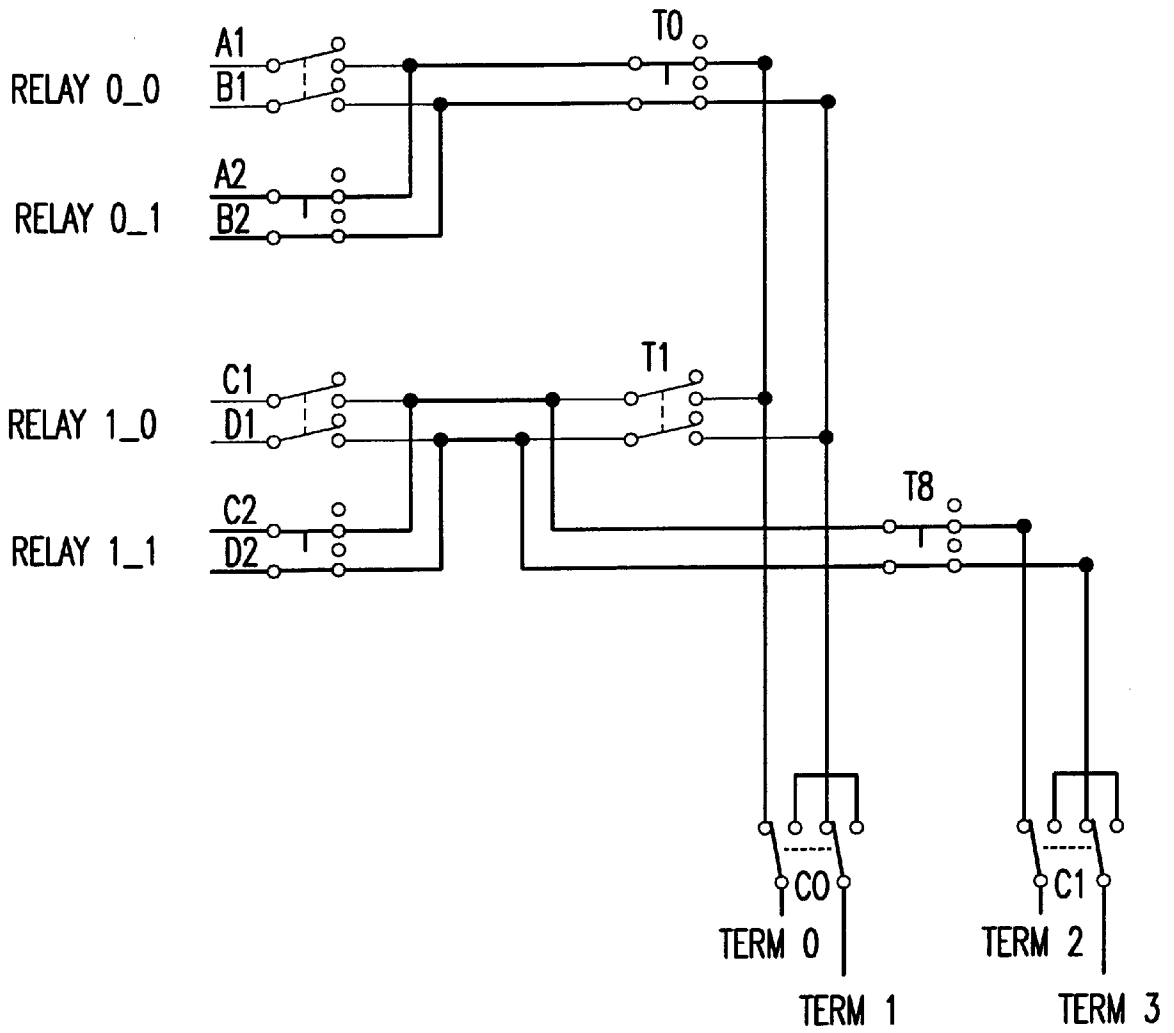 T0
A1
RELAY 0_0
B1
A2
RELAY 0_1
B2
T1
C1
RELAY 1_0
D1
T8
C2
RELAY 1_1
D2
C0
C1
TERM 0
TERM 2
TERM 1
TERM 3